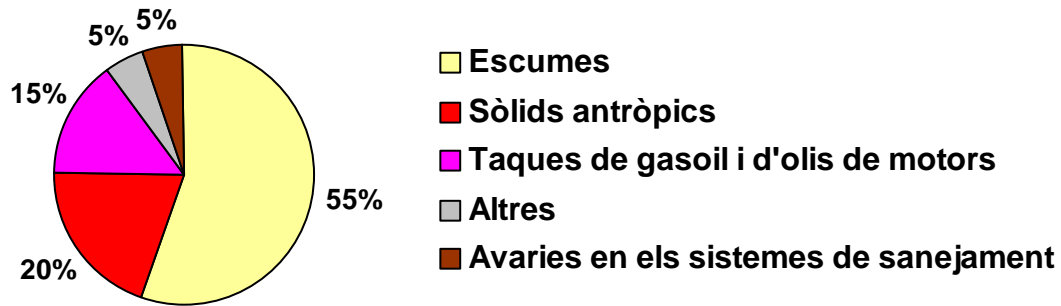 5%
5%
15%
55%
20%
Escumes
Sòlids antròpics
Taques de gasoil i d'olis de motors
Altres
Avaries en els sistemes de sanejament